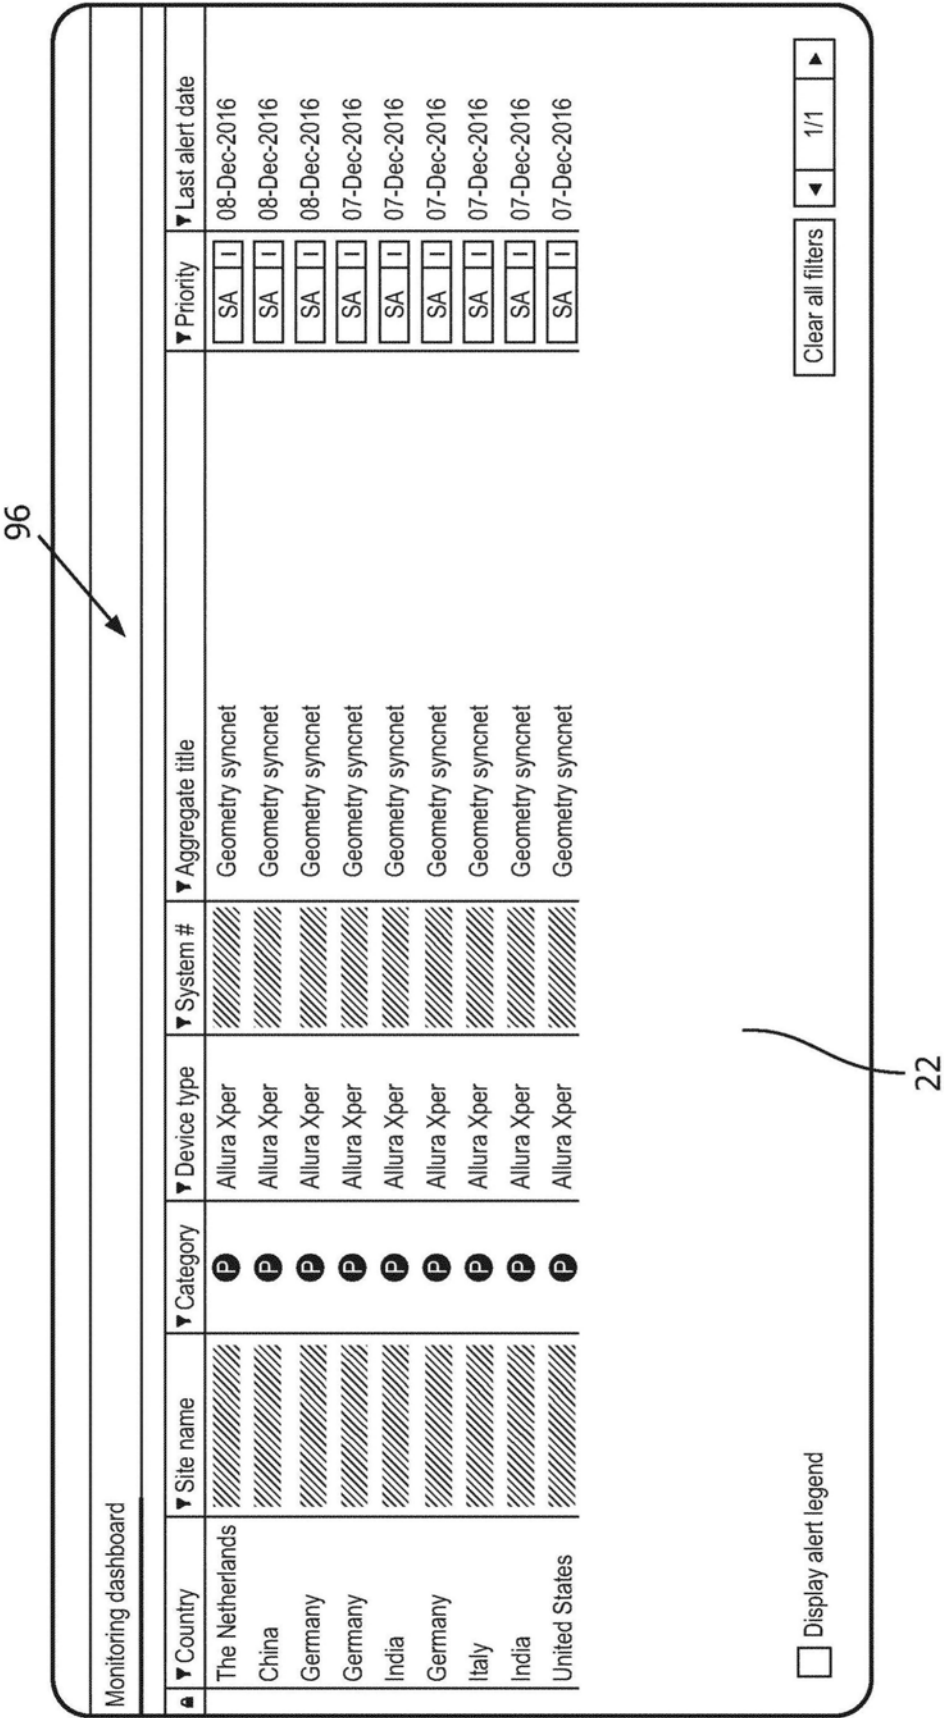 96
Monitoring dashboard
Country Site name Category Device type System # Aggregate title Priority Last alert date
The Netherlands P Allura Xper Geometry syncnet SA I 08-Dec-2016
China P Allura Xper Geometry syncnet SA I 08-Dec-2016
Germany P Allura Xper Geometry syncnet SA I 08-Dec-2016
Germany P Allura Xper Geometry syncnet SA I 07-Dec-2016
India P Allura Xper Geometry syncnet SA I 07-Dec-2016
Germany P Allura Xper Geometry syncnet SA I 07-Dec-2016
Italy P Allura Xper Geometry syncnet SA I 07-Dec-2016
India P Allura Xper Geometry syncnet SA I 07-Dec-2016
United States P Allura Xper Geometry syncnet SA I 07-Dec-2016
Display alert legend Clear all filters 1/1
22